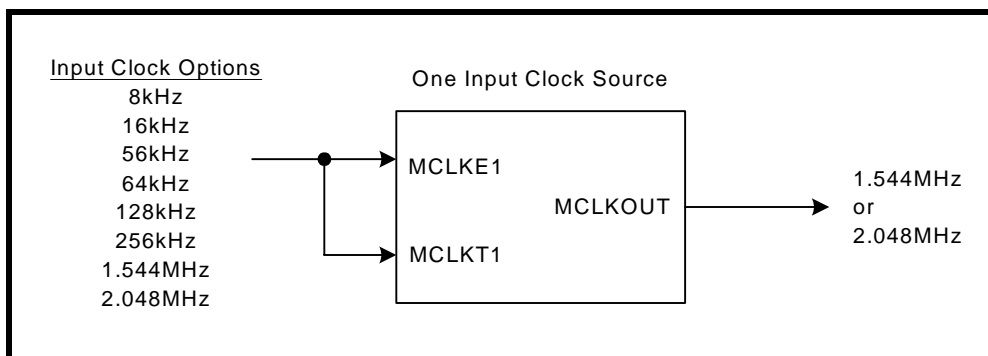 Input Clock Options
8kHz
16kHz
56kHz
64kHz
128kHz
256kHz
1.544MHz
2.048MHz
One Input Clock Source
MCLKE1
MCLKT1
MCLKOUT
1.544MHz
or
2.048MHz